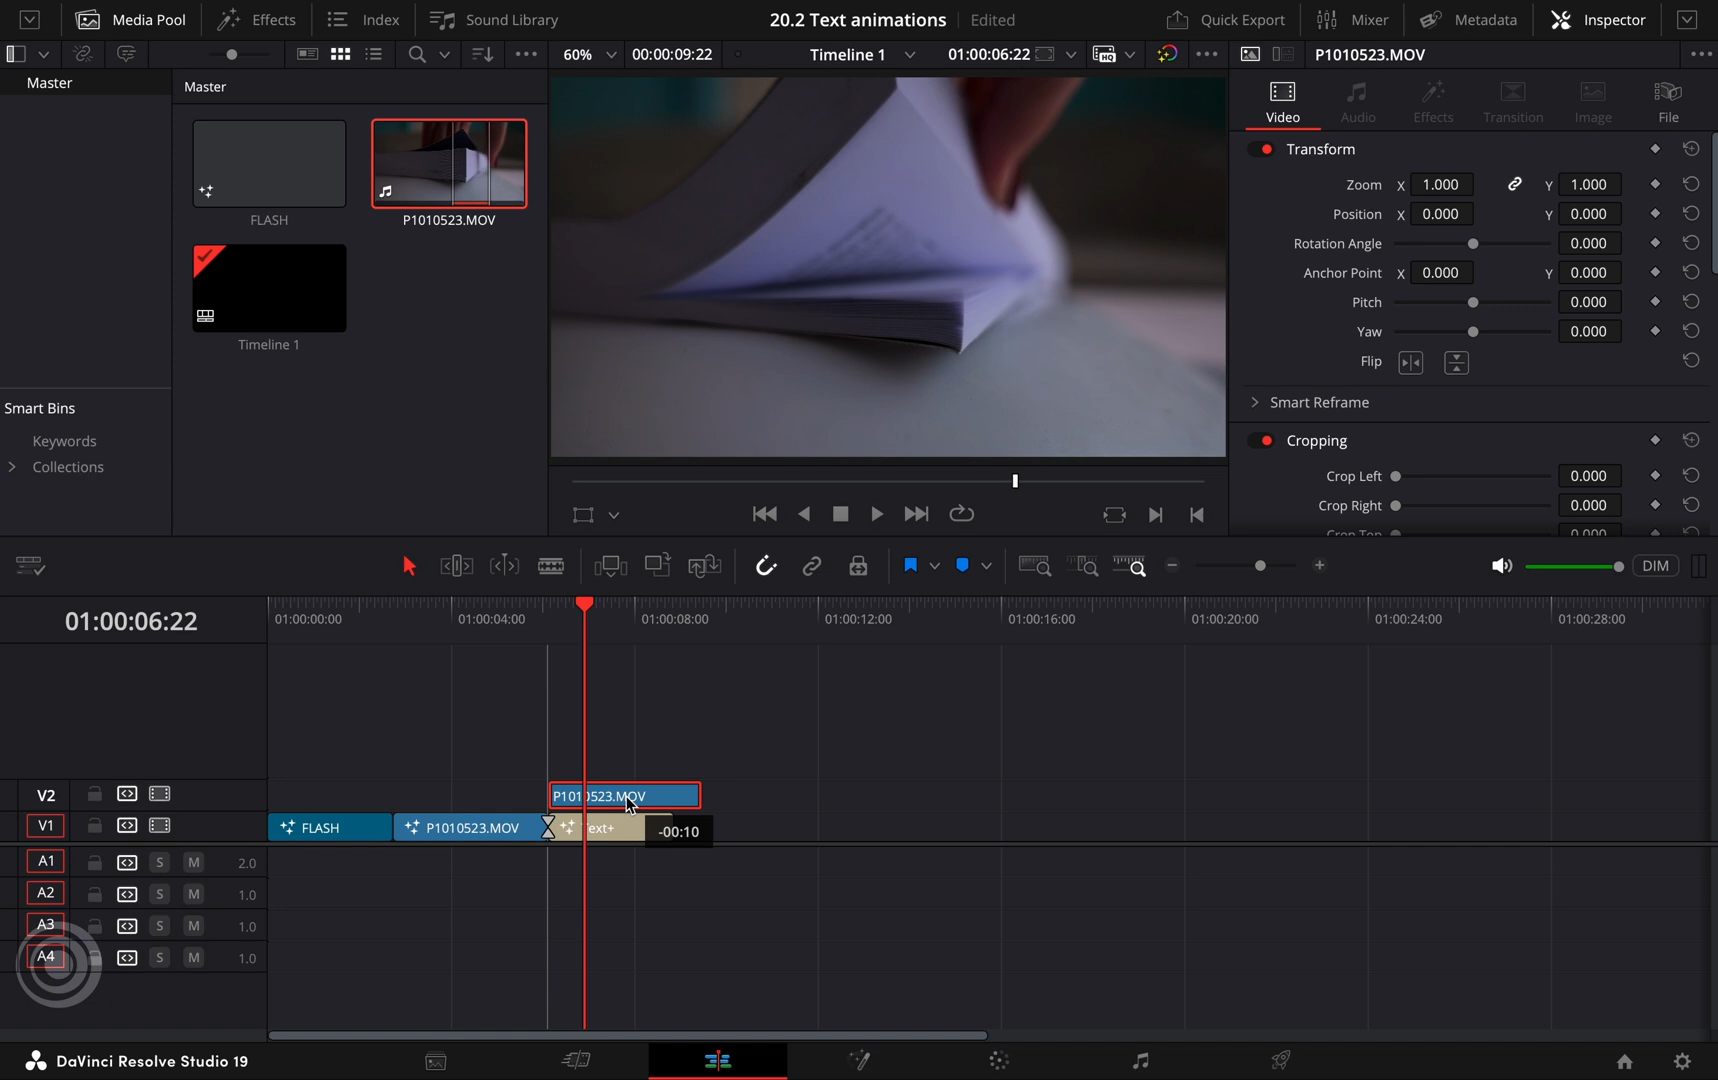 Media Pool
Effects
Index
Sound Library
20.2 Text animations
Edited
Quick Export
Mixer
Metadata
Inspector
60%
00:00:09:22
Timeline 1
01:00:06:22
P1010523.MOV
Master
Master
FLASH
P1010523.MOV
Timeline 1
Smart Bins
Keywords
Collections
Video
Audio
Effects
Transition
Image
File
Transform
Zoom X 1.000 Y 1.000
Position X 0.000 Y 0.000
Rotation Angle 0.000
Anchor Point X 0.000 Y 0.000
Pitch 0.000
Yaw 0.000
Flip
Smart Reframe
Cropping
Crop Left 0.000
Crop Right 0.000
Crop Top 0.000
DIM
01:00:06:22
01:00:00:00
01:00:04:00
01:00:08:00
01:00:12:00
01:00:16:00
01:00:20:00
01:00:24:00
01:00:28:00
V2
P1010523.MOV
V1
FLASH
P1010523.MOV
Text+
-00:10
A1 S M 2.0
A2 S M 1.0
A3 S M 1.0
A4 S M 1.0
DaVinci Resolve Studio 19